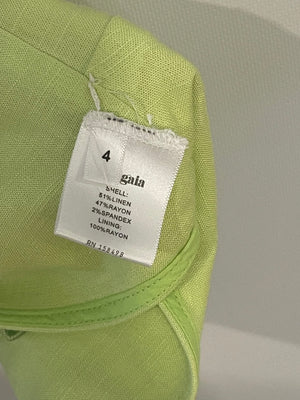 4
gaia
SHELL:
51%LINEN
47%RAYON
2%SPANDEX
LINING:
100%RAYON
RN 158498